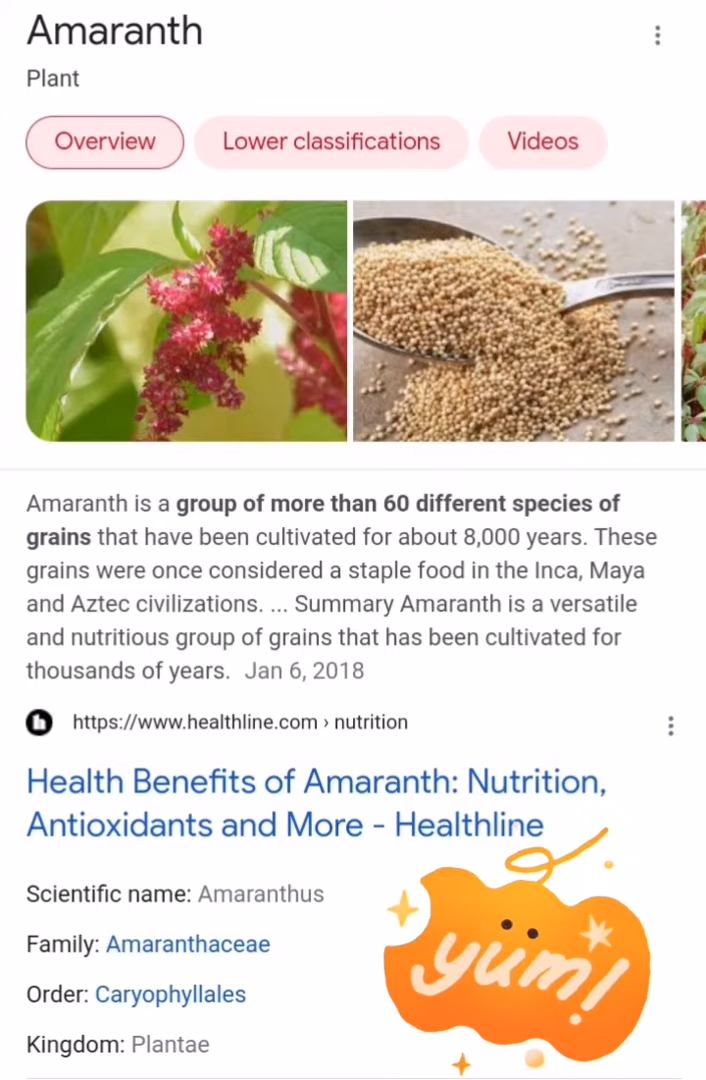 Amaranth
Plant
Overview
Lower classifications
Videos
Amaranth is a group of more than 60 different species of
grains that have been cultivated for about 8,000 years. These
grains were once considered a staple food in the Inca, Maya
and Aztec civilizations. ... Summary Amaranth is a versatile
and nutritious group of grains that has been cultivated for
thousands of years. Jan 6, 2018
https://www.healthline.com › nutrition
Health Benefits of Amaranth: Nutrition,
Antioxidants and More - Healthline
Scientific name: Amaranthus
Family: Amaranthaceae
Order: Caryophyllales
Kingdom: Plantae
yum!